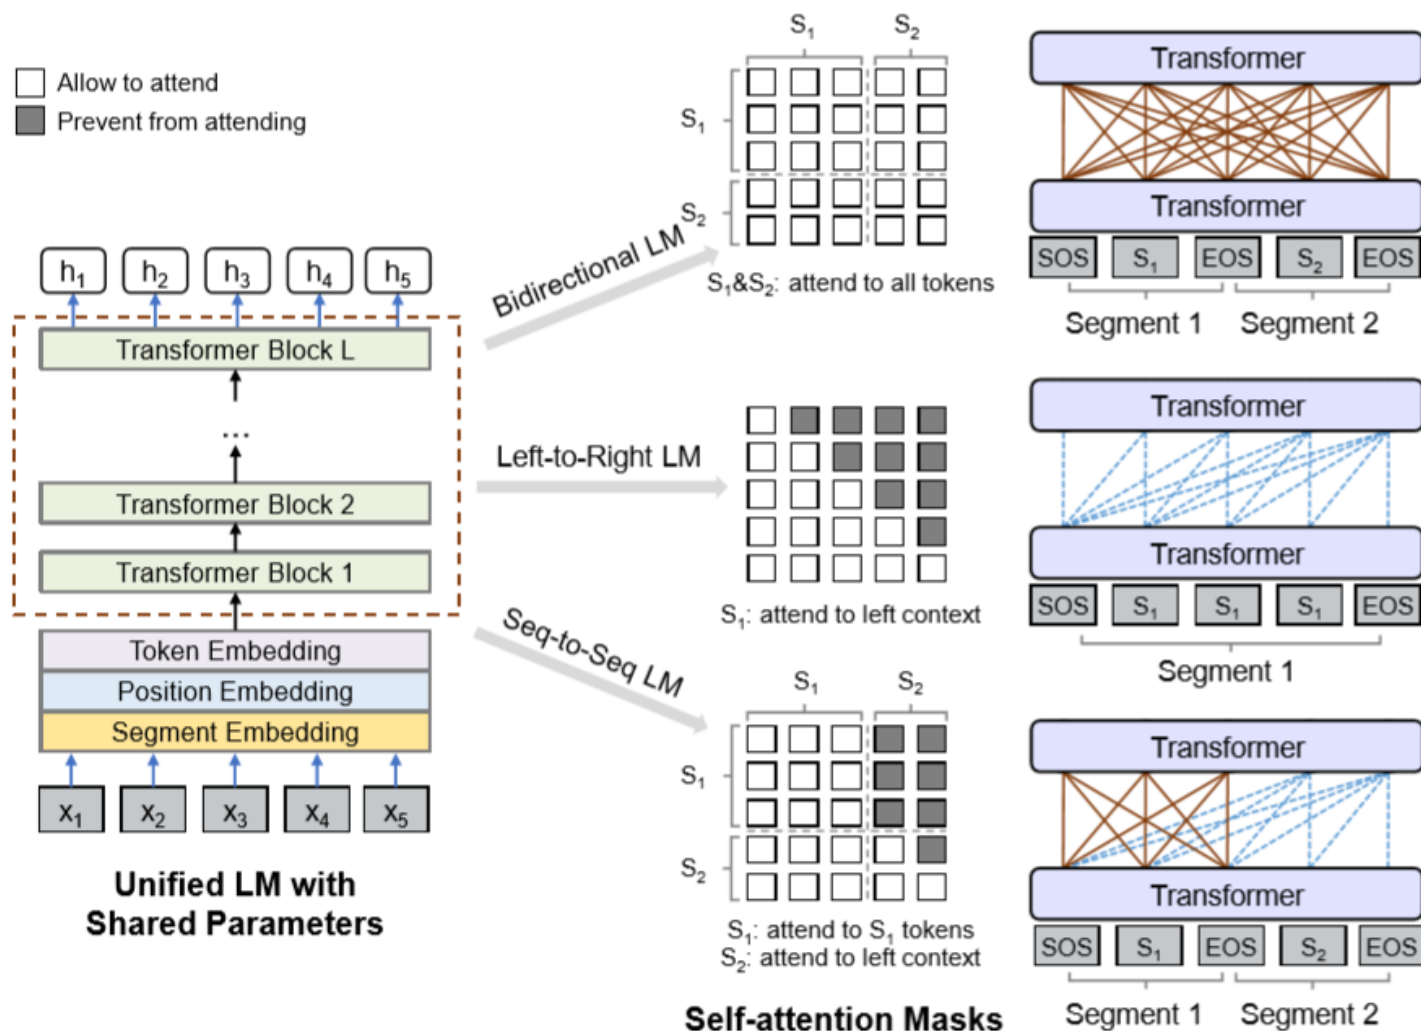 Allow to attend
Prevent from attending
h1 h2 h3 h4 h5
Transformer Block L
...
Transformer Block 2
Transformer Block 1
Token Embedding
Position Embedding
Segment Embedding
x1 x2 x3 x4 x5
Unified LM with
Shared Parameters
Bidirectional LM
Left-to-Right LM
Seq-to-Seq LM
S1 S2
S1
S2
S1&S2: attend to all tokens
S1: attend to left context
S1 S2
S1
S2
S1: attend to S1 tokens
S2: attend to left context
Self-attention Masks
Transformer
Transformer
SOS S1 EOS S2 EOS
Segment 1 Segment 2
Transformer
Transformer
SOS S1 S1 S1 EOS
Segment 1
Transformer
Transformer
SOS S1 EOS S2 EOS
Segment 1 Segment 2